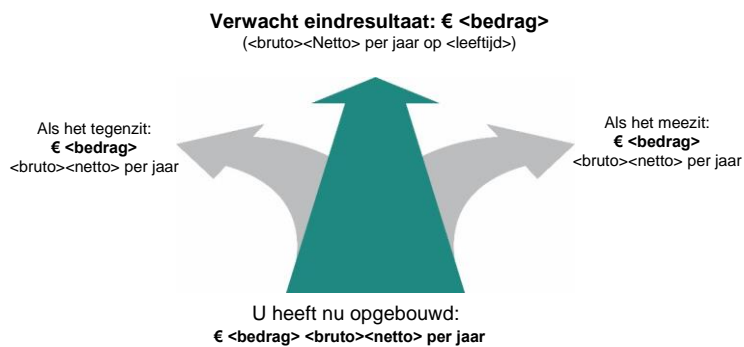 Verwacht eindresultaat: € <bedrag>
(<bruto><Netto> per jaar op <leeftijd>)
Als het tegenzit:
€ <bedrag>
<bruto><netto> per jaar
Als het meezit:
€ <bedrag>
<bruto><netto> per jaar
U heeft nu opgebouwd:
€ <bedrag> <bruto><netto> per jaar